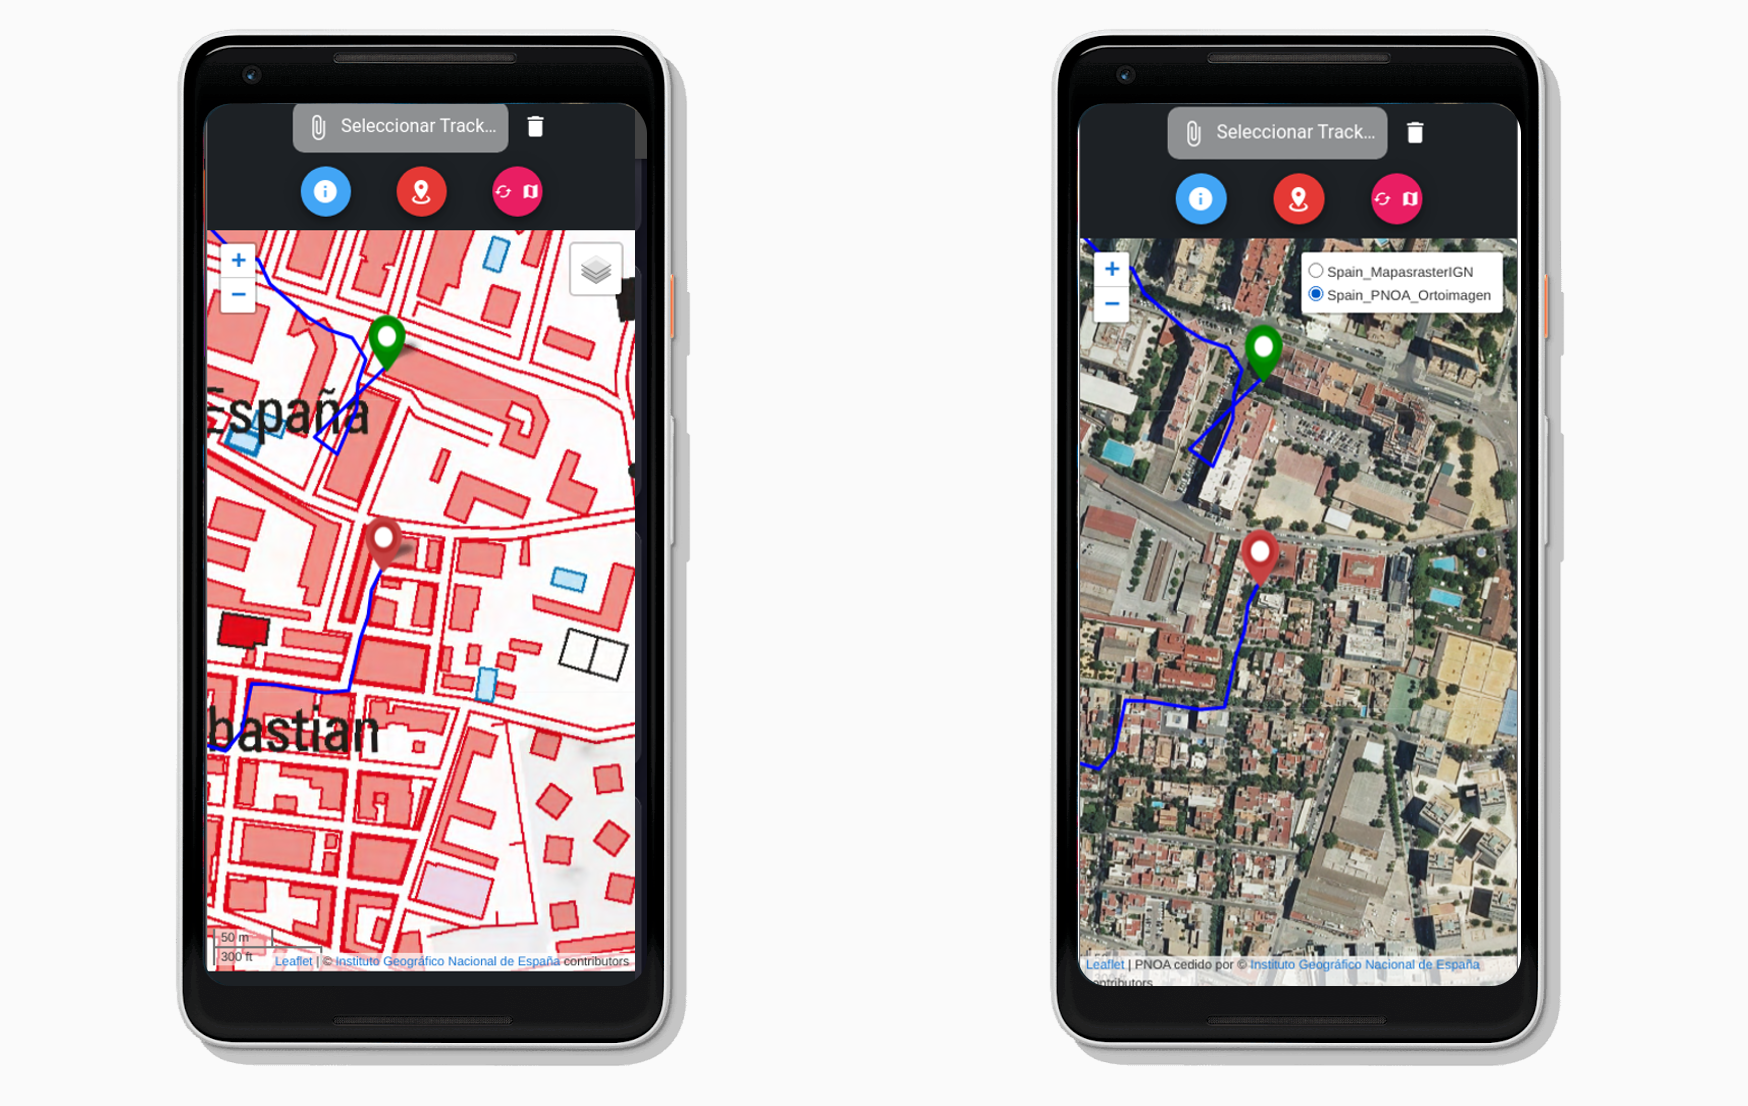 Seleccionar Track...
+
−
España
bastian
50 m
300 ft
Leaflet | © Instituto Geográfico Nacional de España contributors
Seleccionar Track...
+
−
Spain_MapasrasterIGN
Spain_PNOA_Ortoimagen
Leaflet | PNOA cedido por © Instituto Geográfico Nacional de España
contributors